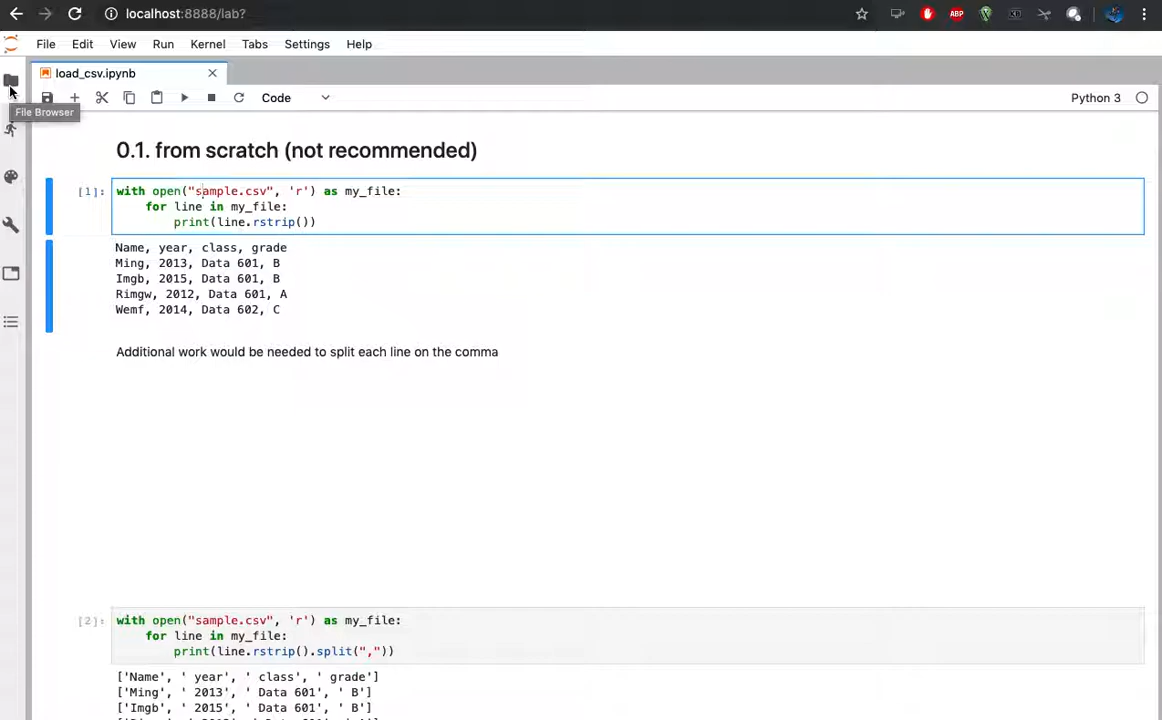 localhost:8888/lab?
ABP
File Edit View Run Kernel Tabs Settings Help
load_csv.ipynb
Code
Python 3
File Browser
0.1. from scratch (not recommended)
[1]: with open("sample.csv", 'r') as my_file:
for line in my_file:
print(line.rstrip())
Name, year, class, grade
Ming, 2013, Data 601, B
Imgb, 2015, Data 601, B
Rimgw, 2012, Data 601, A
Wemf, 2014, Data 602, C
Additional work would be needed to split each line on the comma
[2]: with open("sample.csv", 'r') as my_file:
for line in my_file:
print(line.rstrip().split(","))
['Name', ' year', ' class', ' grade']
['Ming', ' 2013', ' Data 601', ' B']
['Imgb', ' 2015', ' Data 601', ' B']